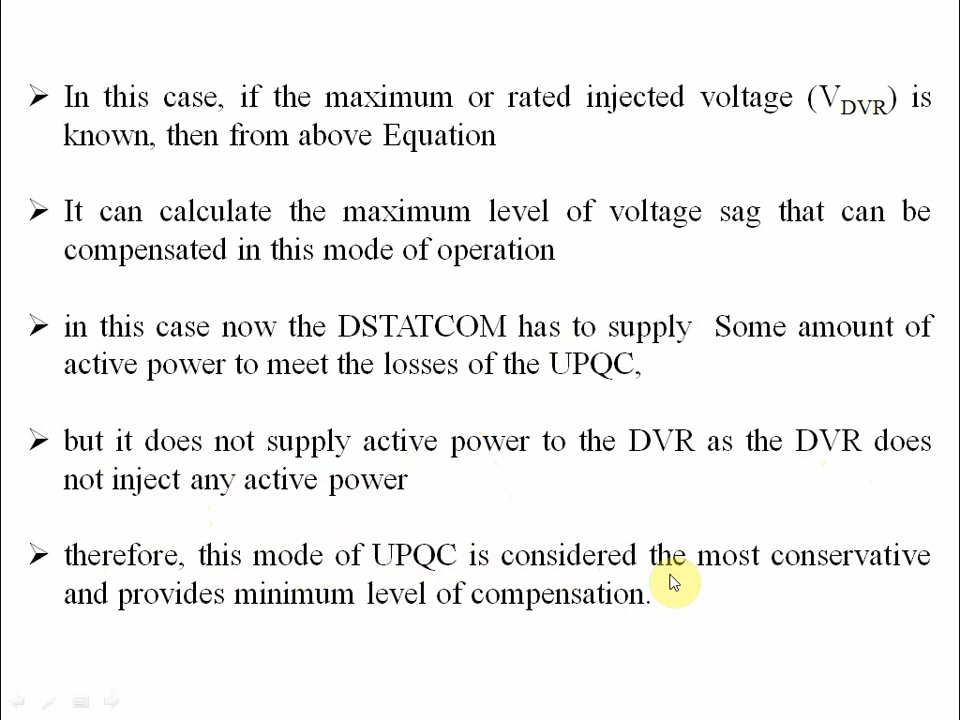 ➢ In this case, if the maximum or rated injected voltage (V_DVR) is
known, then from above Equation
➢ It can calculate the maximum level of voltage sag that can be
compensated in this mode of operation
➢ in this case now the DSTATCOM has to supply Some amount of
active power to meet the losses of the UPQC,
➢ but it does not supply active power to the DVR as the DVR does
not inject any active power
➢ therefore, this mode of UPQC is considered the most conservative
and provides minimum level of compensation.